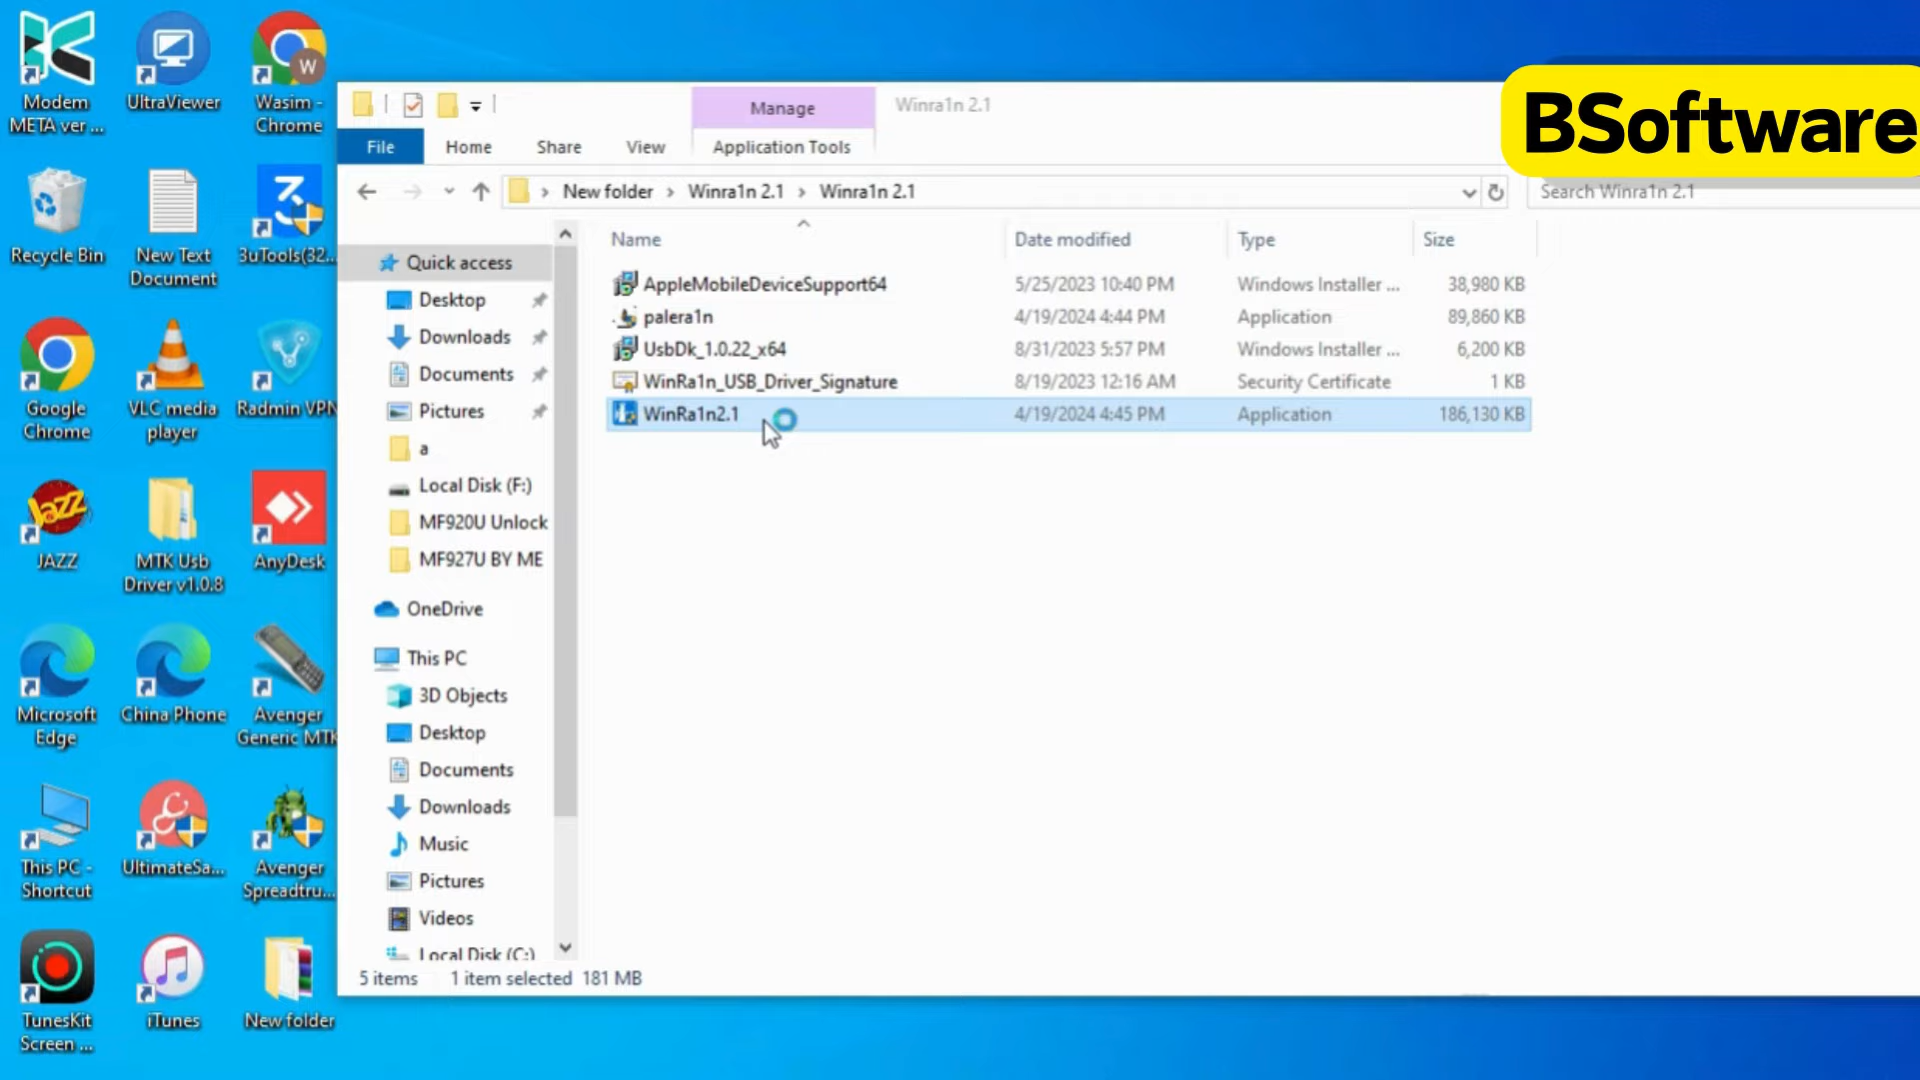 Modem
META ver ...
UltraViewer
Wasim -
Chrome
W
Recycle Bin
New Text
Document
3uTools(32...
Google
Chrome
VLC media
player
Radmin VPN
Jazz
JAZZ
MTK Usb
Driver v1.0.8
AnyDesk
Microsoft
Edge
China Phone
Avenger
Generic MTK
This PC -
Shortcut
UltimateSa...
Avenger
Spreadtru...
TunesKit
Screen ...
iTunes
New folder
Manage
Winra1n 2.1
BSoftware
File
Home
Share
View
Application Tools
New folder > Winra1n 2.1 > Winra1n 2.1
Search Winra1n 2.1
Name
Date modified
Type
Size
AppleMobileDeviceSupport64 5/25/2023 10:40 PM Windows Installer ... 38,980 KB
palera1n 4/19/2024 4:44 PM Application 89,860 KB
UsbDk_1.0.22_x64 8/31/2023 5:57 PM Windows Installer ... 6,200 KB
WinRa1n_USB_Driver_Signature 8/19/2023 12:16 AM Security Certificate 1 KB
WinRa1n2.1 4/19/2024 4:45 PM Application 186,130 KB
Quick access
Desktop
Downloads
Documents
Pictures
a
Local Disk (F:)
MF920U Unlock
MF927U BY ME
OneDrive
This PC
3D Objects
Desktop
Documents
Downloads
Music
Pictures
Videos
Local Disk (C:)
5 items 1 item selected 181 MB